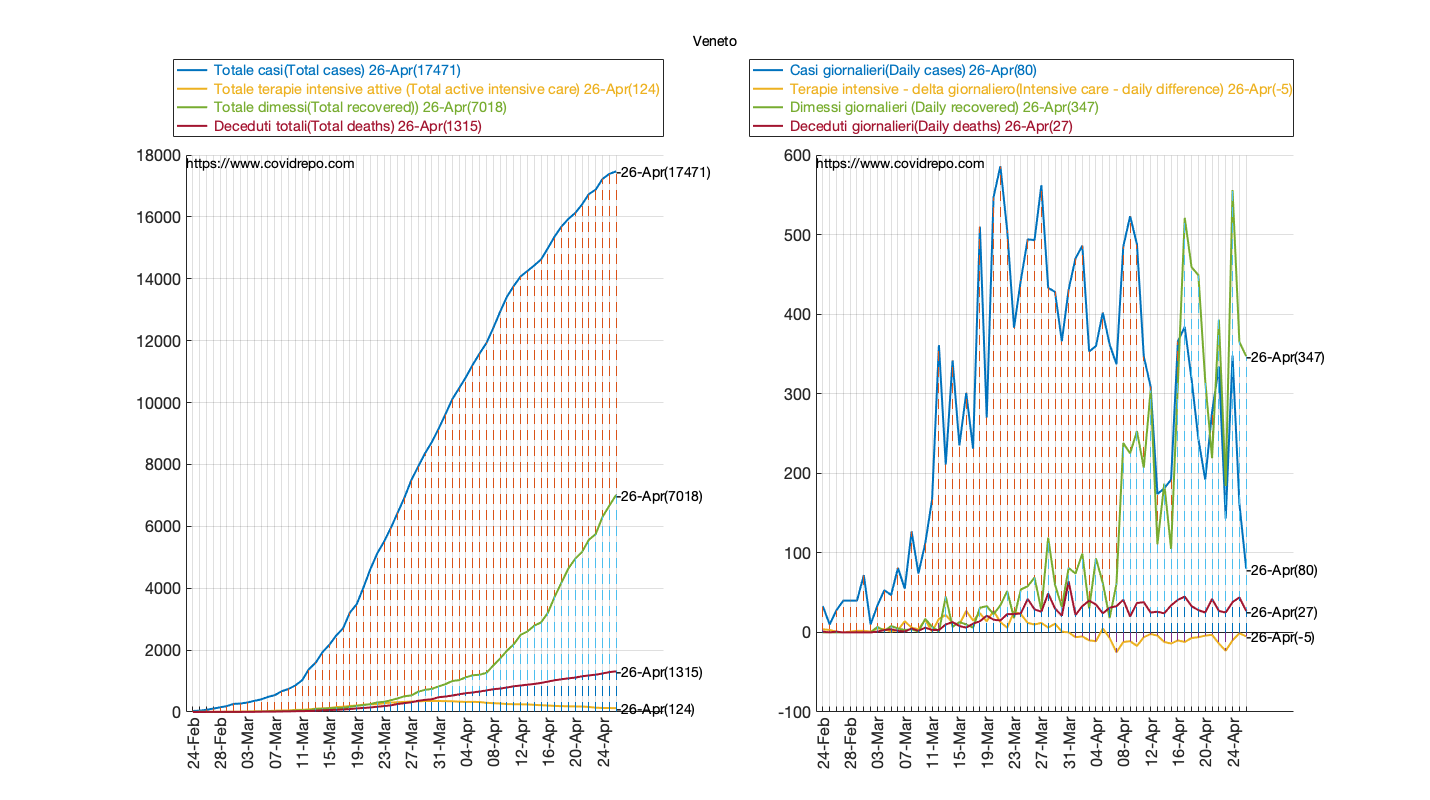 Veneto
Totale casi(Total cases) 26-Apr(17471)
Totale terapie intensive attive (Total active intensive care) 26-Apr(124)
Totale dimessi(Total recovered)) 26-Apr(7018)
Deceduti totali(Total deaths) 26-Apr(1315)
18000
16000
14000
12000
10000
8000
6000
4000
2000
0
https://www.covidrepo.com
26-Apr(17471)
26-Apr(7018)
26-Apr(1315)
26-Apr(124)
24-Feb
28-Feb
03-Mar
07-Mar
11-Mar
15-Mar
19-Mar
23-Mar
27-Mar
31-Mar
04-Apr
08-Apr
12-Apr
16-Apr
20-Apr
24-Apr
Casi giornalieri(Daily cases) 26-Apr(80)
Terapie intensive - delta giornaliero(Intensive care - daily difference) 26-Apr(-5)
Dimessi giornalieri (Daily recovered) 26-Apr(347)
Deceduti giornalieri(Daily deaths) 26-Apr(27)
600
500
400
300
200
100
0
-100
https://www.covidrepo.com
26-Apr(347)
26-Apr(80)
26-Apr(27)
26-Apr(-5)
24-Feb
28-Feb
03-Mar
07-Mar
11-Mar
15-Mar
19-Mar
23-Mar
27-Mar
31-Mar
04-Apr
08-Apr
12-Apr
16-Apr
20-Apr
24-Apr